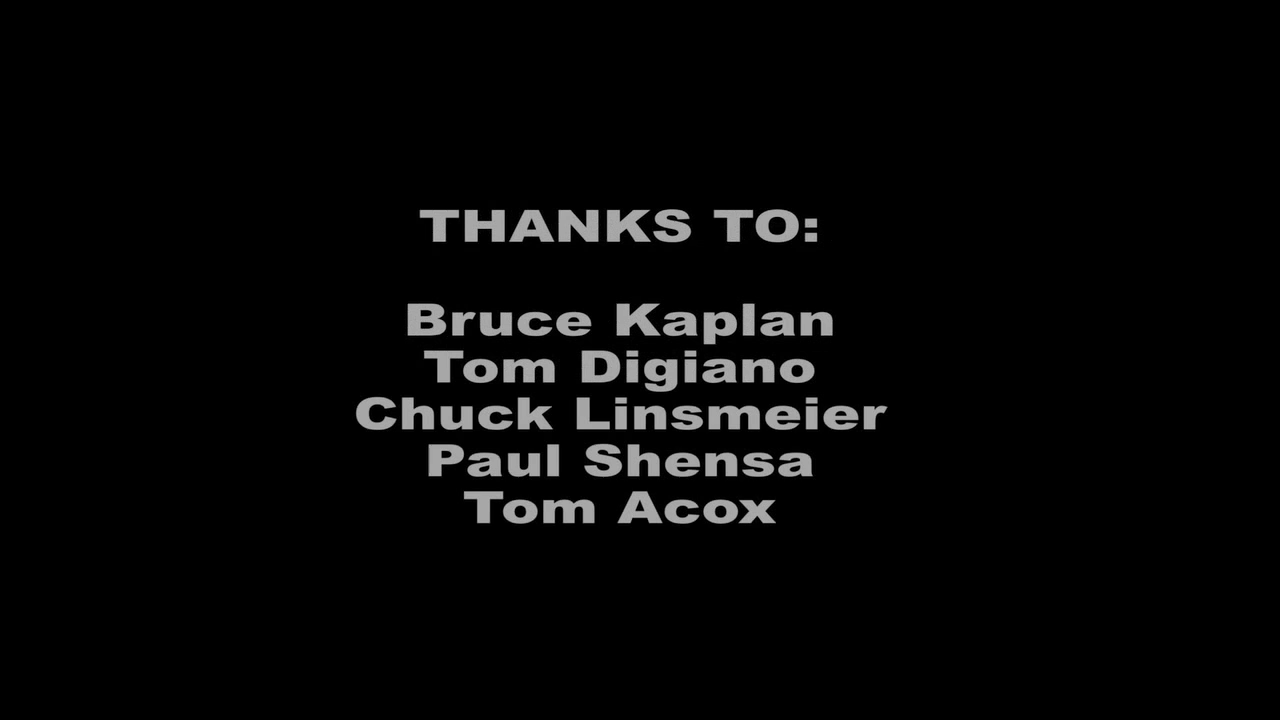 THANKS TO:
Bruce Kaplan
Tom Digiano
Chuck Linsmeier
Paul Shensa
Tom Acox